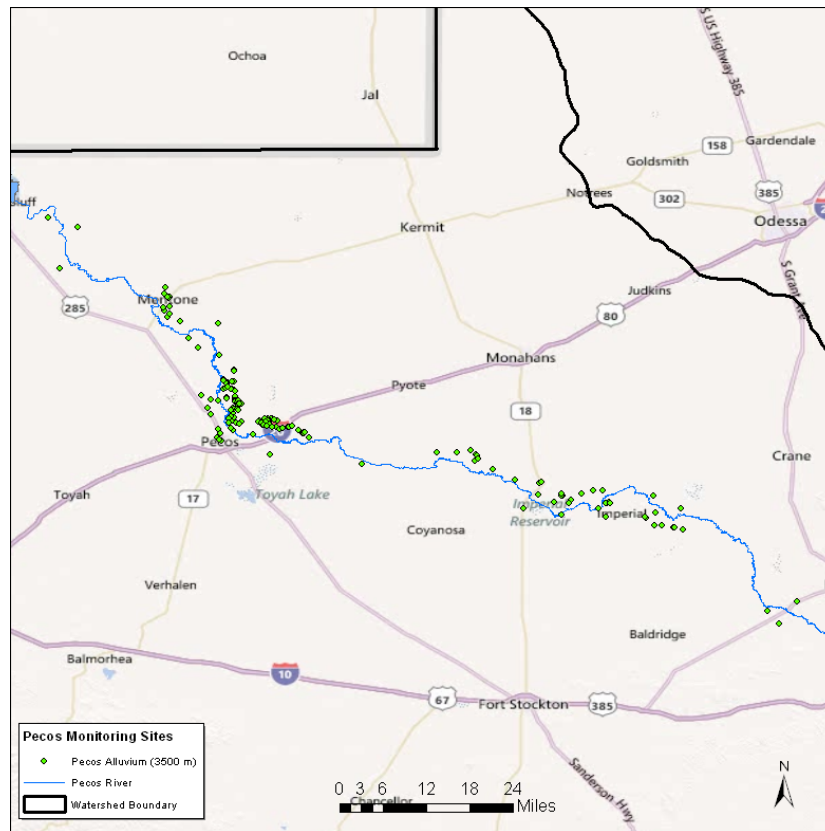 Ochoa
Jal
S US Highway 385
158
Gardendale
Goldsmith
Notrees
302
385
Odessa
luff
Kermit
Mentone
285
Judkins
80
S Grant Ave
Monahans
Pyote
18
Pecos
Crane
Toyah
17
Toyah Lake
Imperial
Reservoir
Imperial
Coyanosa
Verhalen
Baldridge
Balmorhea
10
67
Fort Stockton
385
Sanderson Hwy
Pecos Monitoring Sites
Pecos Alluvium (3500 m)
Pecos River
Watershed Boundary
0 3 6 12 18 24
Miles
Chancellor
N